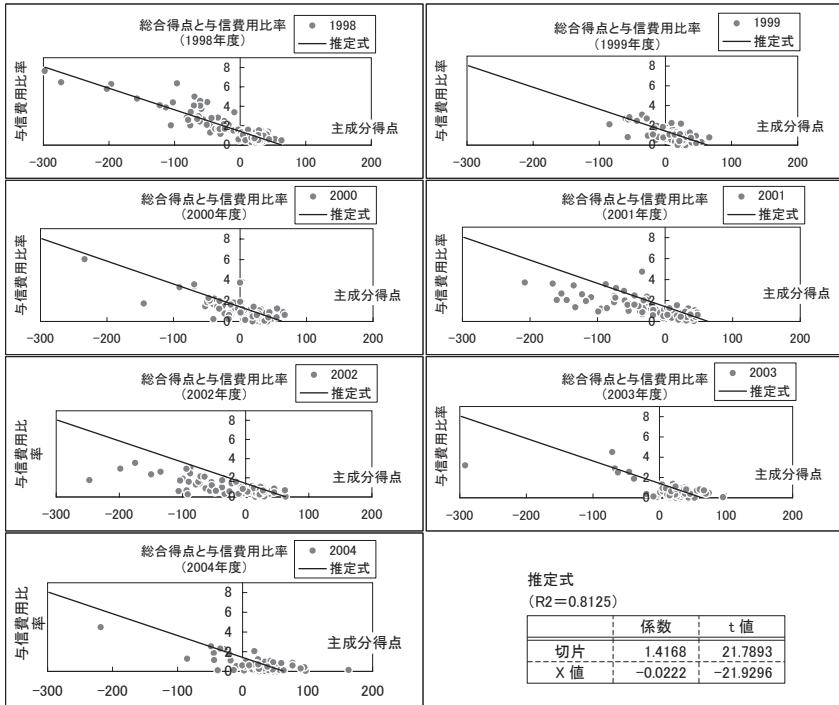 総合得点と与信費用比率
(1998年度)
1998
推定式
与信費用比率
8
6
4
2
0
主成分得点
-300 -200 -100 0 100 200
総合得点と与信費用比率
(1999年度)
1999
推定式
与信費用比率
8
6
4
2
0
主成分得点
-300 -200 -100 0 100 200
総合得点と与信費用比率
(2000年度)
2000
推定式
与信費用比率
8
6
4
2
0
主成分得点
-300 -200 -100 0 100 200
総合得点と与信費用比率
(2001年度)
2001
推定式
与信費用比率
8
6
4
2
0
主成分得点
-300 -200 -100 0 100 200
総合得点と与信費用比率
(2002年度)
2002
推定式
与信費用比
率
8
6
4
2
0
主成分得点
-300 -200 -100 0 100 200
総合得点と与信費用比率
(2003年度)
2003
推定式
与信費用比率
8
6
4
2
0
主成分得点
-300 -200 -100 0 100 200
総合得点と与信費用比率
(2004年度)
2004
推定式
与信費用比
率
8
6
4
2
0
主成分得点
-300 -200 -100 0 100 200
推定式
(R2=0.8125)
係数 t 値
切片 1.4168 21.7893
X 値 -0.0222 -21.9296